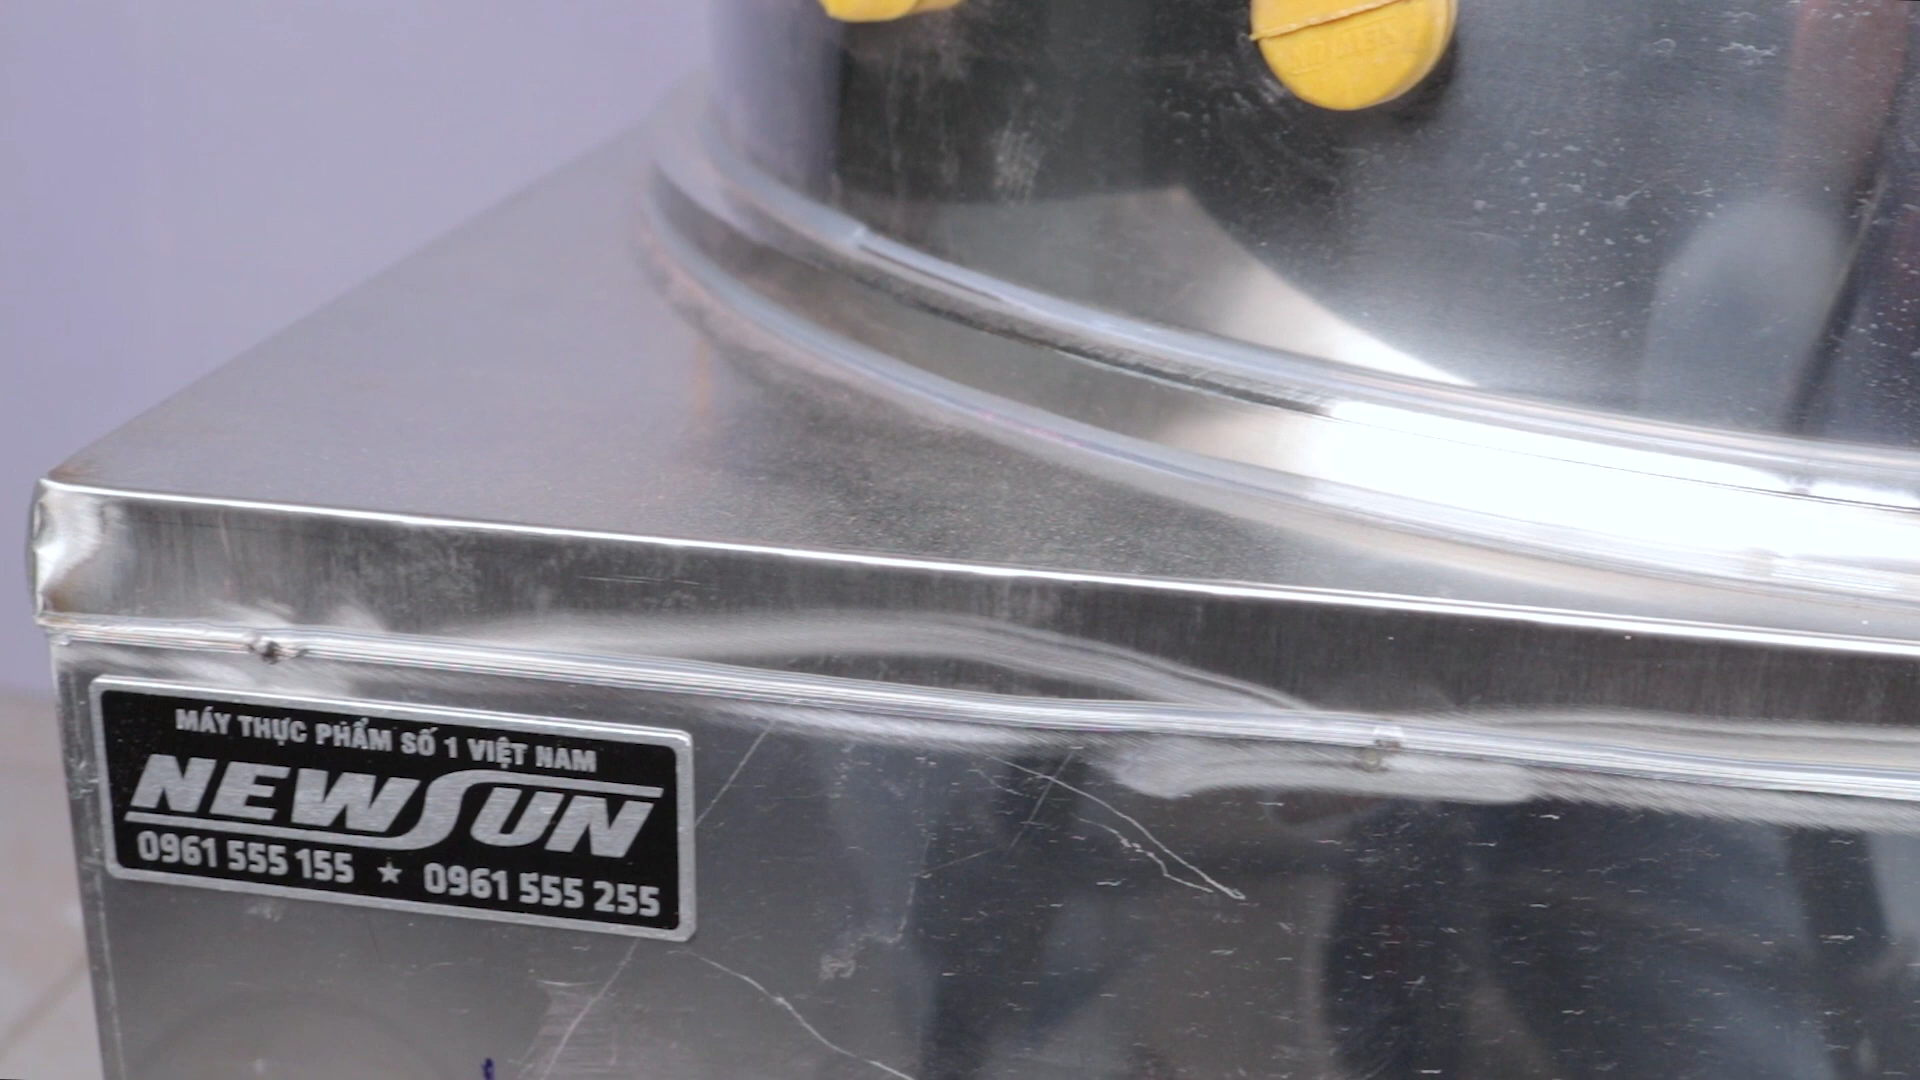 MÁY THỰC PHẨM SỐ 1 VIỆT NAM
NEWSUN
0961 555 155 ★ 0961 555 255